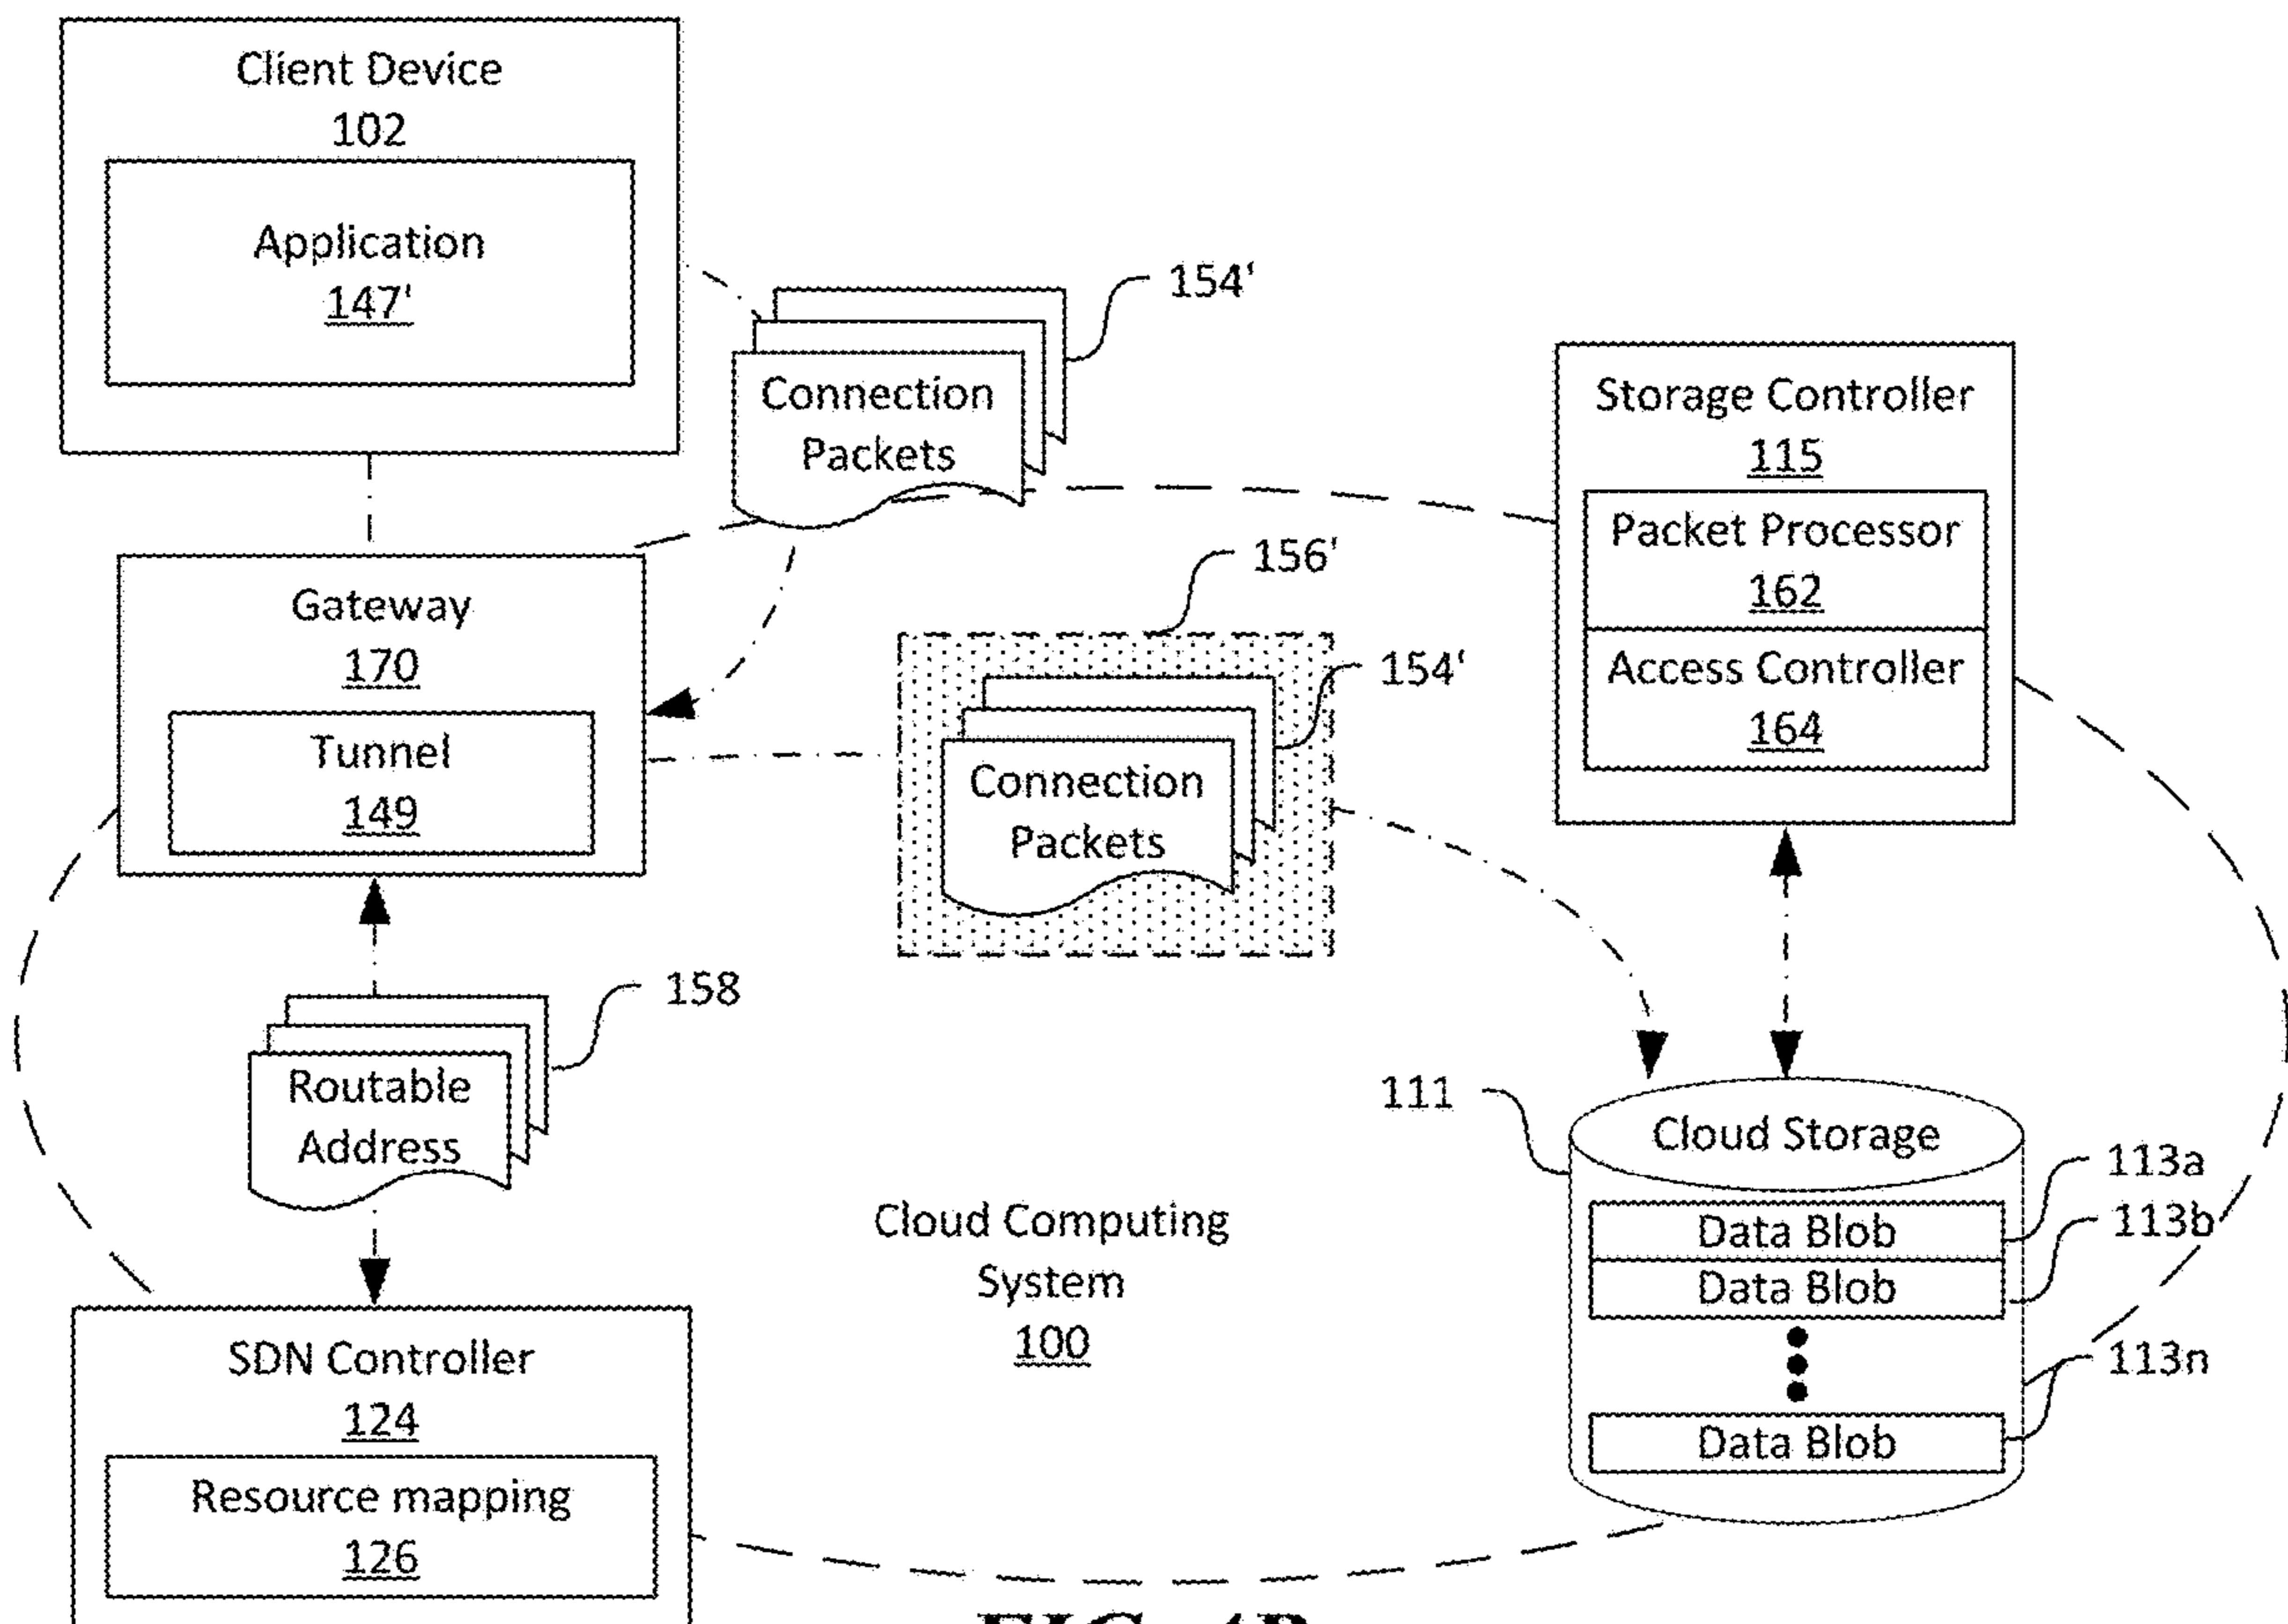 Client Device
102
Application
147'
154'
Connection
Packets
Storage Controller
115
Packet Processor
162
Access Controller
164
Gateway
170
Tunnel
149
156'
154'
Connection
Packets
158
Routable
Address
111
Cloud Storage
113a
Data Blob
113b
Data Blob
113n
Data Blob
Cloud Computing
System
100
SDN Controller
124
Resource mapping
126